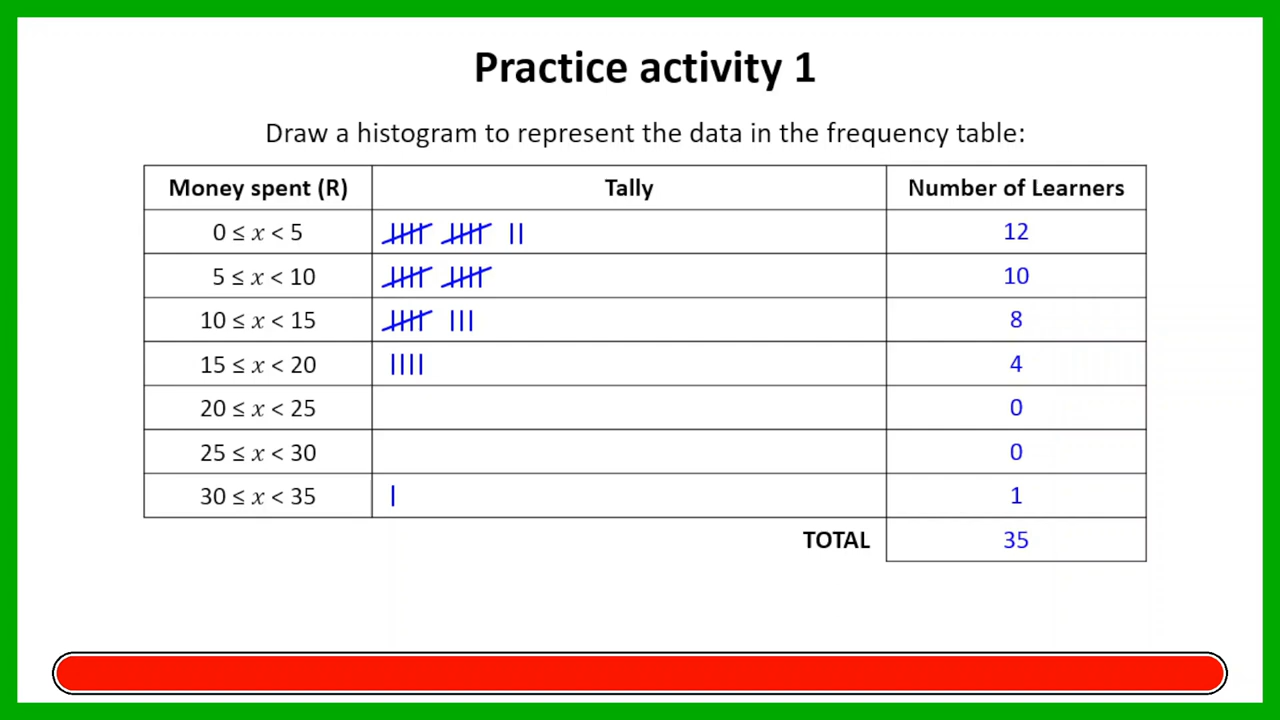 Practice activity 1
Draw a histogram to represent the data in the frequency table:
Money spent (R) Tally Number of Learners
0 ≤ x < 5 12
5 ≤ x < 10 10
10 ≤ x < 15 8
15 ≤ x < 20 4
20 ≤ x < 25 0
25 ≤ x < 30 0
30 ≤ x < 35 1
TOTAL 35